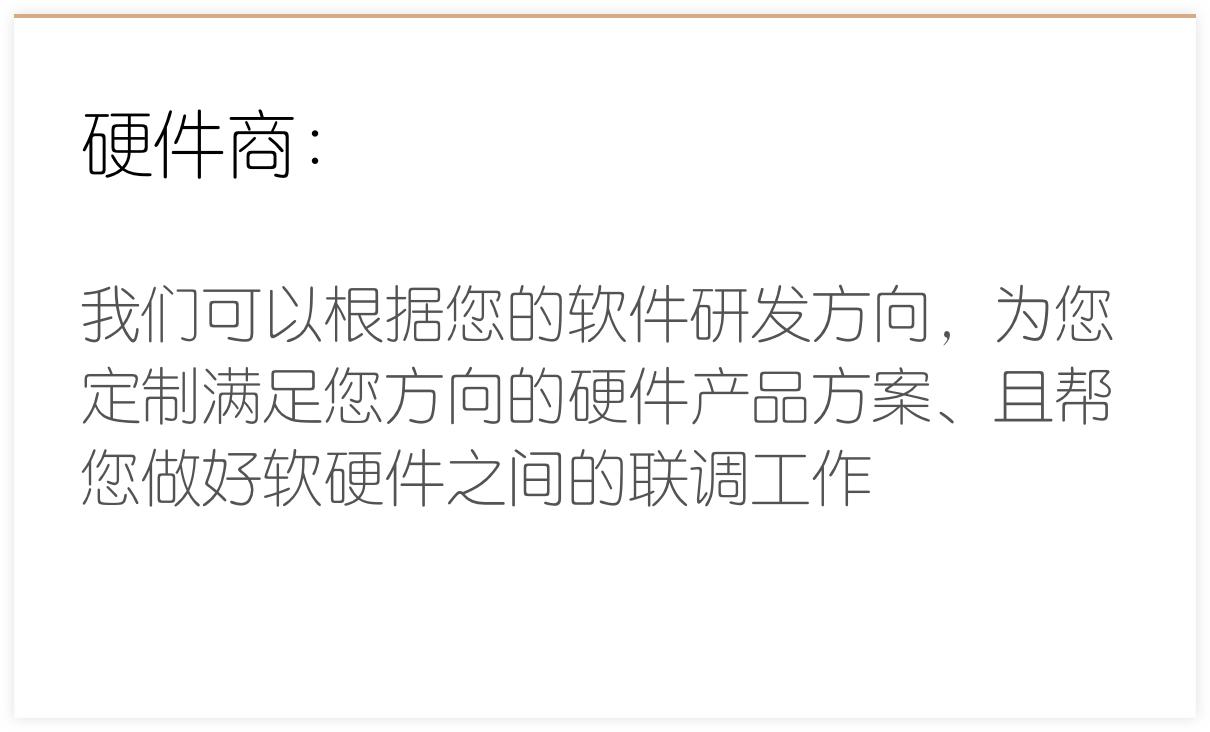 硬件商：
我们可以根据您的软件研发方向，为您
定制满足您方向的硬件产品方案、且帮
您做好软硬件之间的联调工作